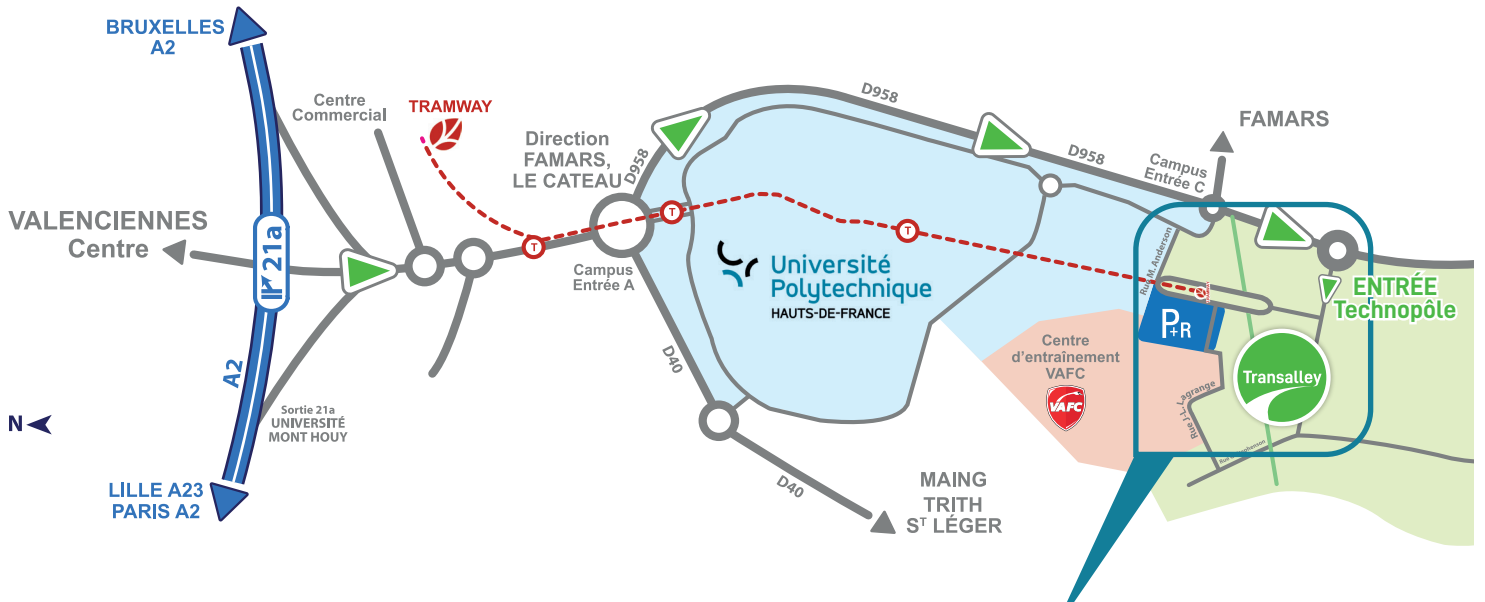 BRUXELLES
A2
Centre
Commercial
TRAMWAY
Direction
FAMARS,
LE CATEAU
D958
D958
D958
FAMARS
Campus
Entrée C
VALENCIENNES
Centre
21a
T
T
T
Campus
Entrée A
Université
Polytechnique
HAUTS-DE-FRANCE
Rue M. Anderson
ENTRÉE
Technopôle
P+R
Centre
d'entraînement
VAFC
VAFC
Transalley
Rue J.-L. Lagrange
A2
D40
Sortie 21a
UNIVERSITÉ
MONT HOUY
N
LILLE A23
PARIS A2
D40
MAING
TRITH
ST LÉGER